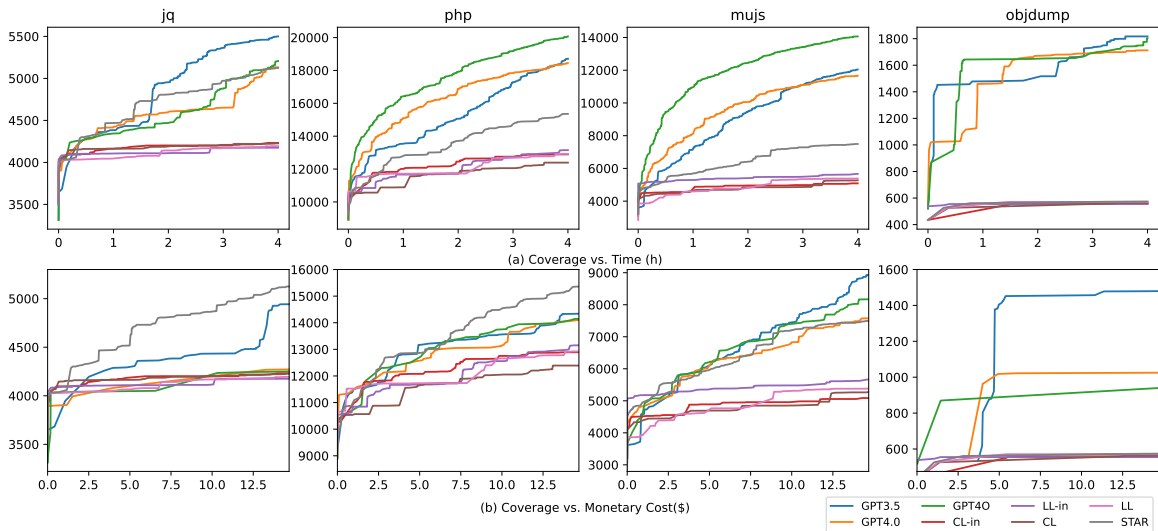 jq php mujs objdump
5500 20000 14000 1800
5000 18000 12000 1600
4500 16000 10000 1400
4000 14000 8000 1200
3500 12000 6000 1000
10000 4000 800
600
400
0 1 2 3 4 0 1 2 3 4 0 1 2 3 4 0 1 2 3 4
(a) Coverage vs. Time (h)
5000 16000 9000 1600
4500 15000 8000 1400
4000 14000 7000 1200
3500 13000 6000 1000
12000 5000 800
11000 4000 600
10000 3000
9000
0.0 2.5 5.0 7.5 10.0 0.0 2.5 5.0 7.5 10.0 12.5 0.0 2.5 5.0 7.5 10.0 12.5 0.0 2.5 5.0 7.5 10.0 12.5
(b) Coverage vs. Monetary Cost($)
GPT3.5 GPT4O LL-in LL
GPT4.0 CL-in CL STAR